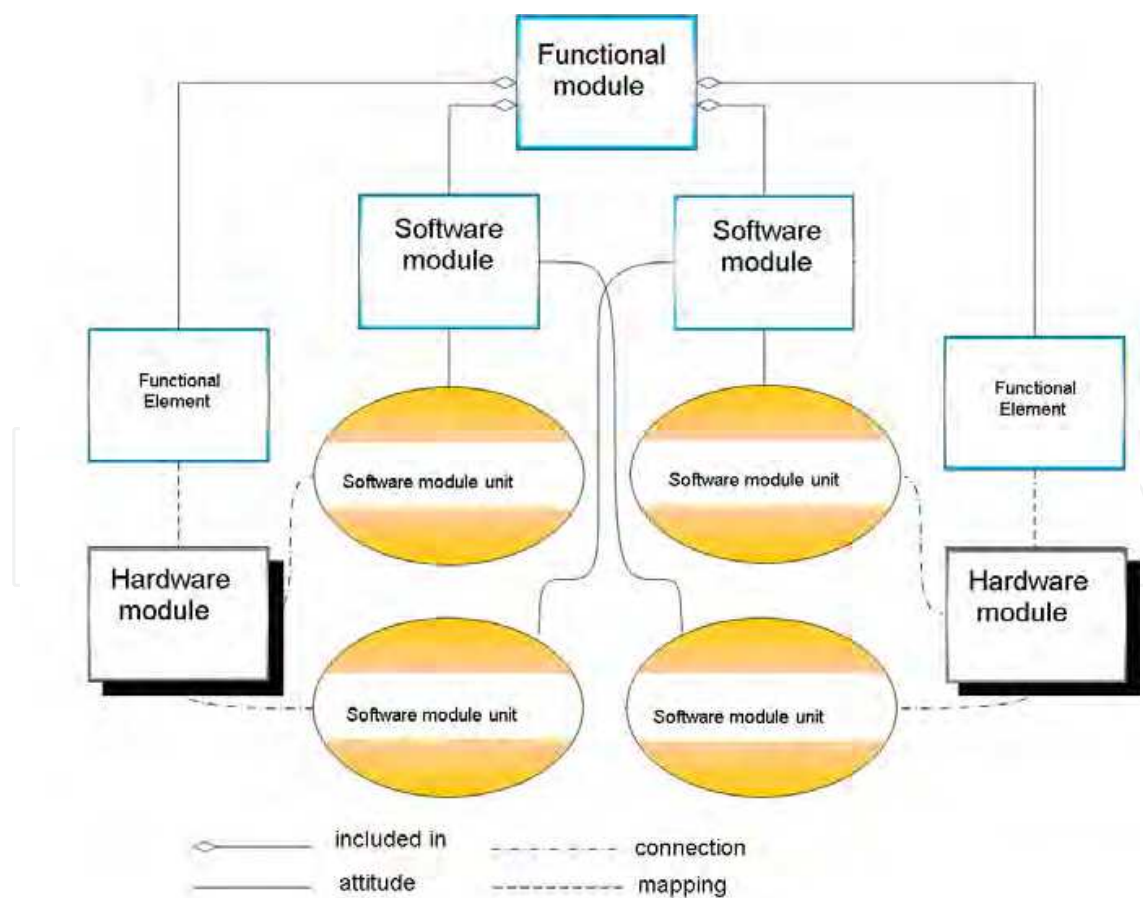 Functional
module
Software
module
Software
module
Functional
Element
Functional
Element
Software module unit
Software module unit
Hardware
module
Hardware
module
Software module unit
Software module unit
included in
connection
attitude
mapping